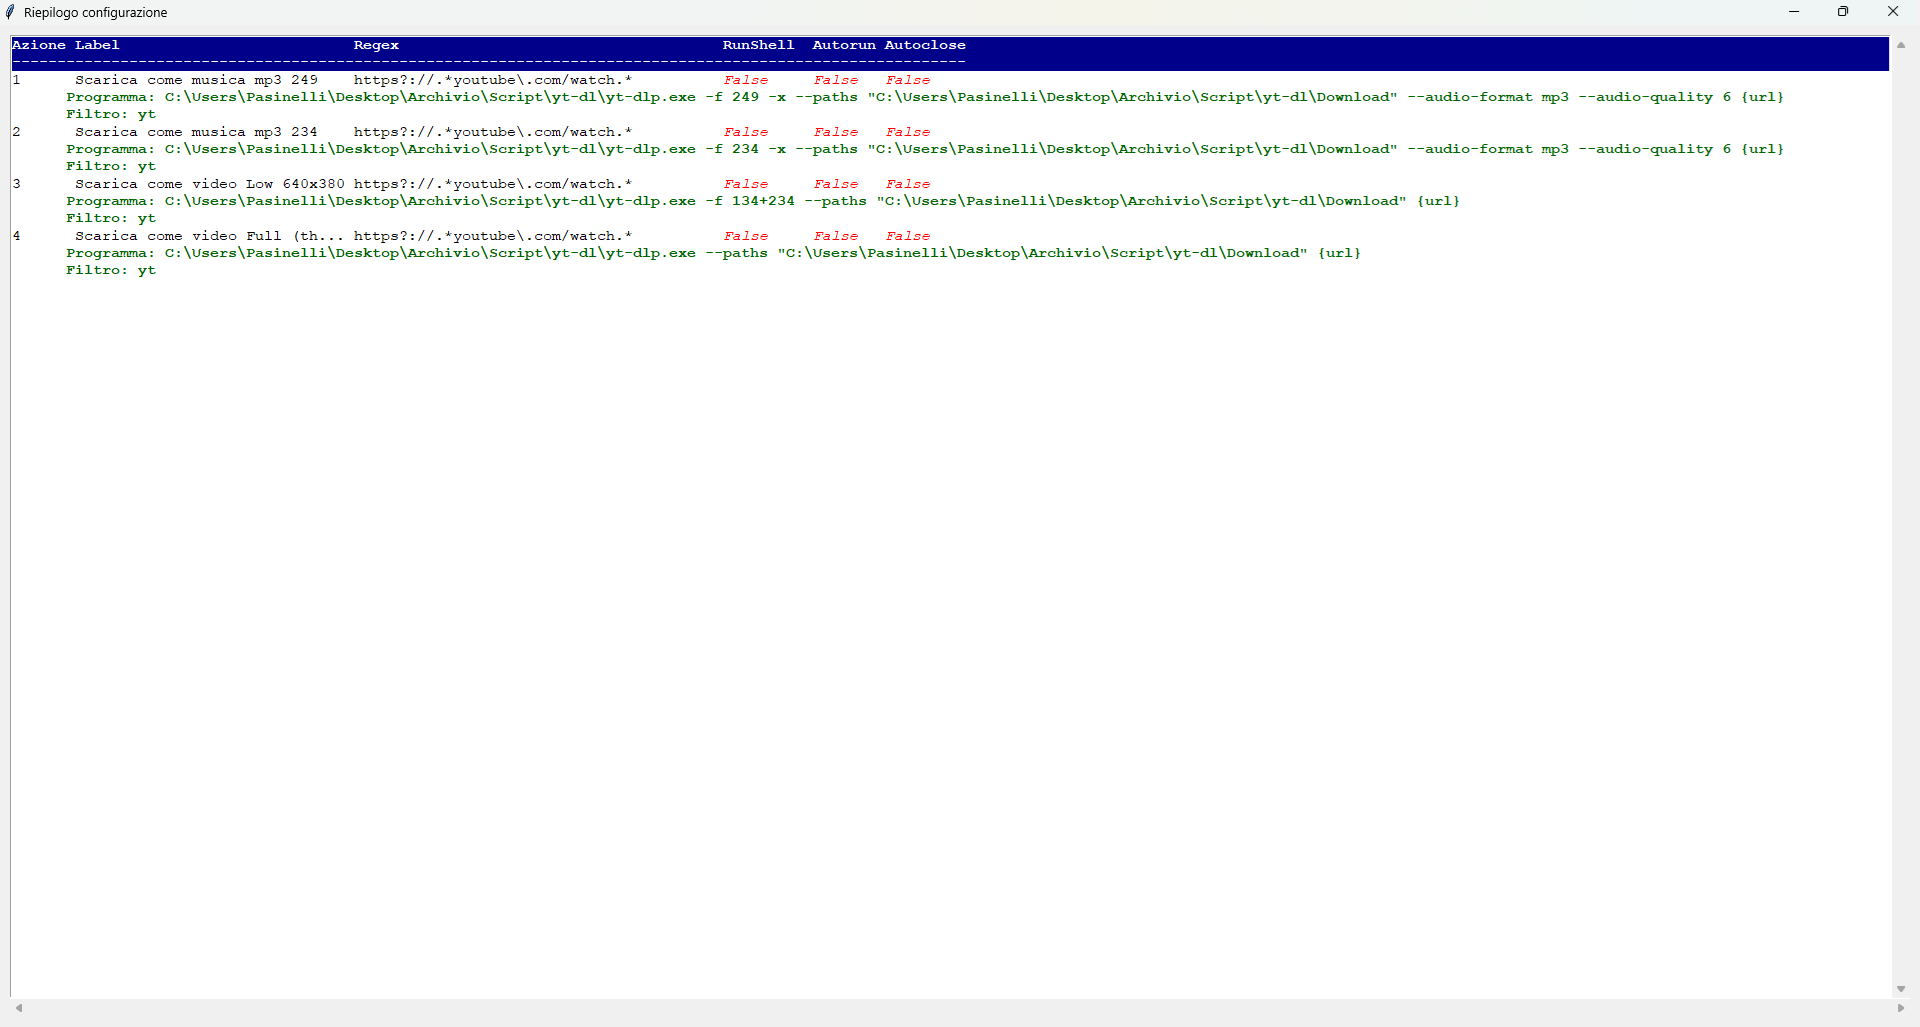 Riepilogo configurazione
Azione Label Regex RunShell Autorun Autoclose
----------------------------------------------------------------------------------------------------------
1 Scarica come musica mp3 249 https?://.*youtube\.com/watch.* False False False
Programma: C:\Users\Pasinelli\Desktop\Archivio\Script\yt-dl\yt-dlp.exe -f 249 -x --paths "C:\Users\Pasinelli\Desktop\Archivio\Script\yt-dl\Download" --audio-format mp3 --audio-quality 6 {url}
Filtro: yt
2 Scarica come musica mp3 234 https?://.*youtube\.com/watch.* False False False
Programma: C:\Users\Pasinelli\Desktop\Archivio\Script\yt-dl\yt-dlp.exe -f 234 -x --paths "C:\Users\Pasinelli\Desktop\Archivio\Script\yt-dl\Download" --audio-format mp3 --audio-quality 6 {url}
Filtro: yt
3 Scarica come video Low 640x380 https?://.*youtube\.com/watch.* False False False
Programma: C:\Users\Pasinelli\Desktop\Archivio\Script\yt-dl\yt-dlp.exe -f 134+234 --paths "C:\Users\Pasinelli\Desktop\Archivio\Script\yt-dl\Download" {url}
Filtro: yt
4 Scarica come video Full (th... https?://.*youtube\.com/watch.* False False False
Programma: C:\Users\Pasinelli\Desktop\Archivio\Script\yt-dl\yt-dlp.exe --paths "C:\Users\Pasinelli\Desktop\Archivio\Script\yt-dl\Download" {url}
Filtro: yt